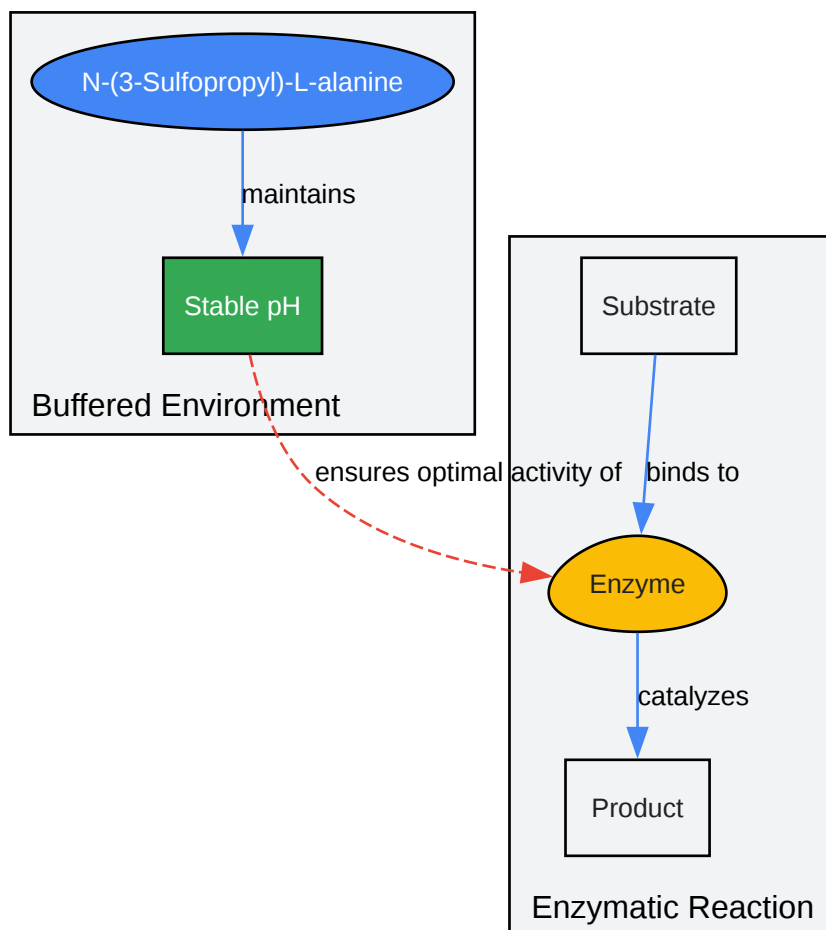 N-(3-Sulfopropyl)-L-alanine
maintains
Stable pH
Buffered Environment
Substrate
ensures optimal activity of
binds to
Enzyme
catalyzes
Product
Enzymatic Reaction